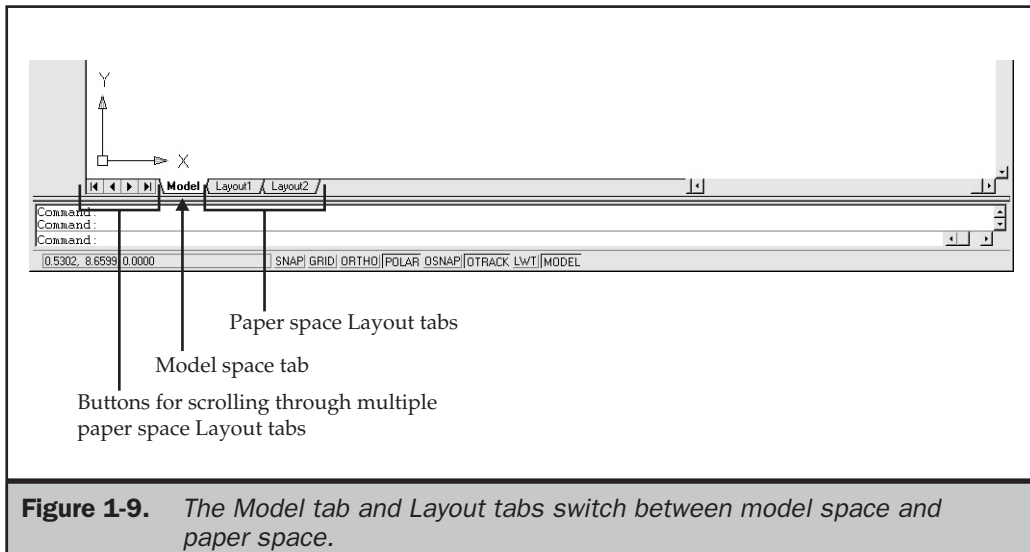 Y
X
Model Layout1 Layout2
Command:
Command:
Command:
0.5302, 8.6599, 0.0000 SNAP GRID ORTHO POLAR OSNAP OTRACK LWT MODEL
Paper space Layout tabs
Model space tab
Buttons for scrolling through multiple
paper space Layout tabs
Figure 1-9. The Model tab and Layout tabs switch between model space and
paper space.